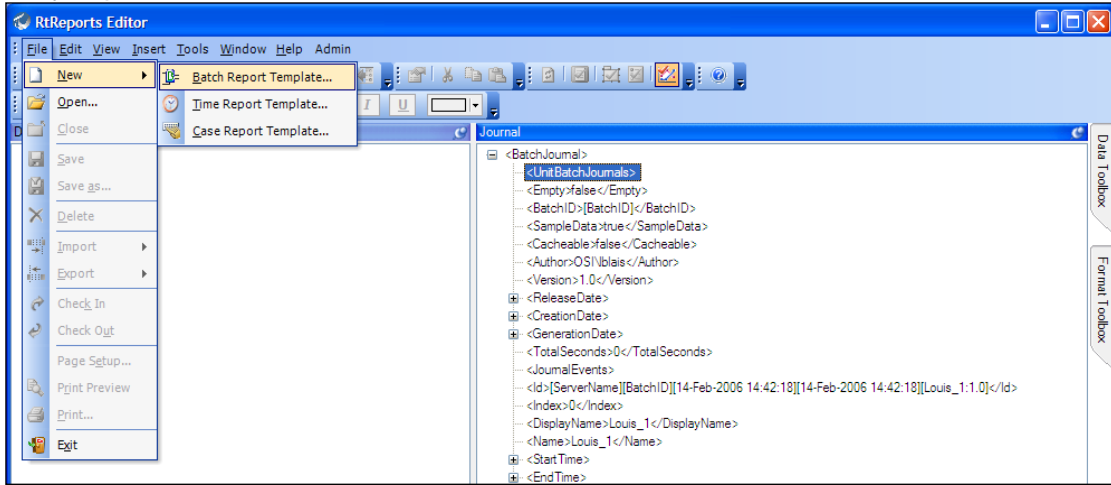 RtReports Editor
File Edit View Insert Tools Window Help Admin
New
Batch Report Template...
Open...
Time Report Template...
I U
Close
Case Report Template...
D
Save
Save as...
Delete
Import
Export
Check In
Check Out
Page Setup...
Print Preview
Print...
Exit
Journal
<BatchJournal>
<UnitBatchJournals>
<Empty>false</Empty>
<BatchID>[BatchID]</BatchID>
<SampleData>true</SampleData>
<Cacheable>false</Cacheable>
<Author>OSI\lblais</Author>
<Version>1.0</Version>
<ReleaseDate>
<CreationDate>
<GenerationDate>
<TotalSeconds>0</TotalSeconds>
<JournalEvents>
<Id>[ServerName][BatchID][14-Feb-2006 14:42:18][14-Feb-2006 14:42:18][Louis_1:1.0]</Id>
<Index>0</Index>
<DisplayName>Louis_1</DisplayName>
<Name>Louis_1</Name>
<StartTime>
<EndTime>
Data Toolbox
Format Toolbox